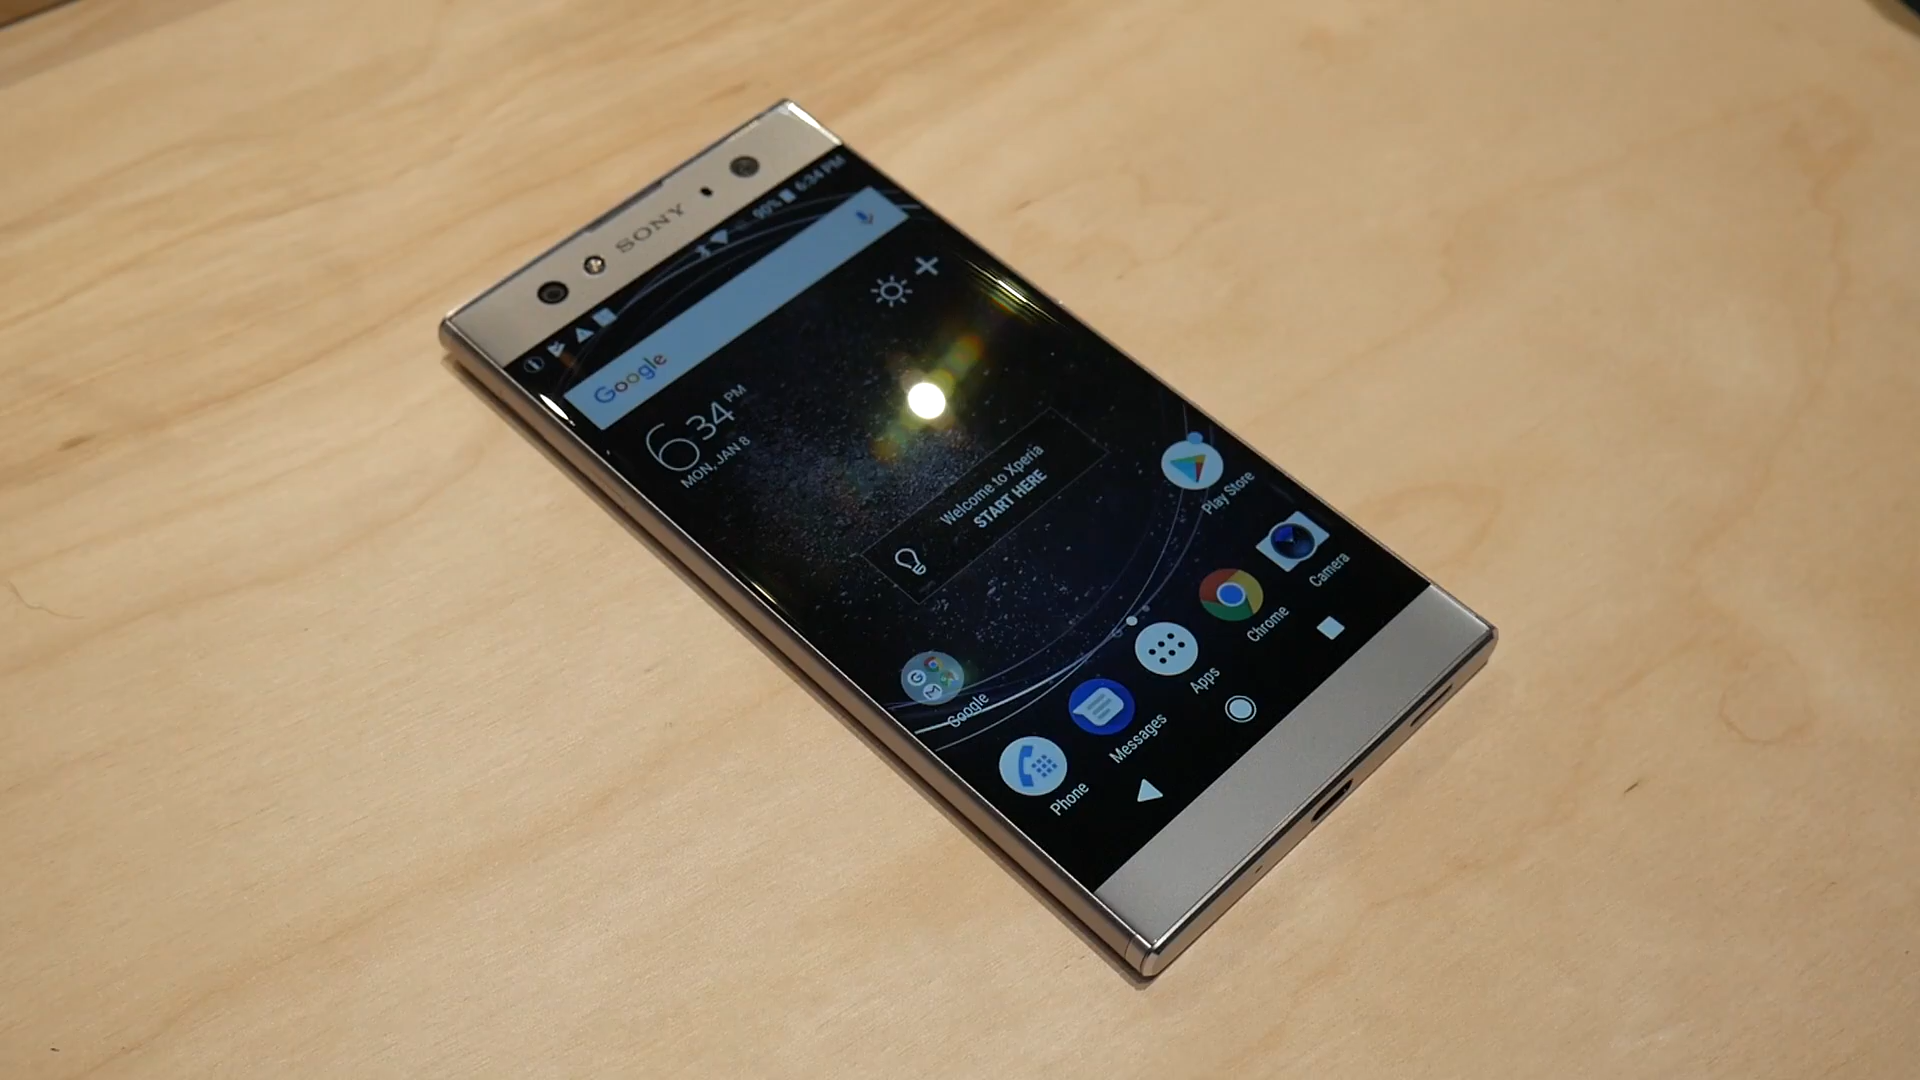 SONY
90% 6:34 PM
Google
6 34 PM
MON, JAN 8
Welcome to Xperia
START HERE
Play Store
Google
Camera
Chrome
Apps
Messages
Phone